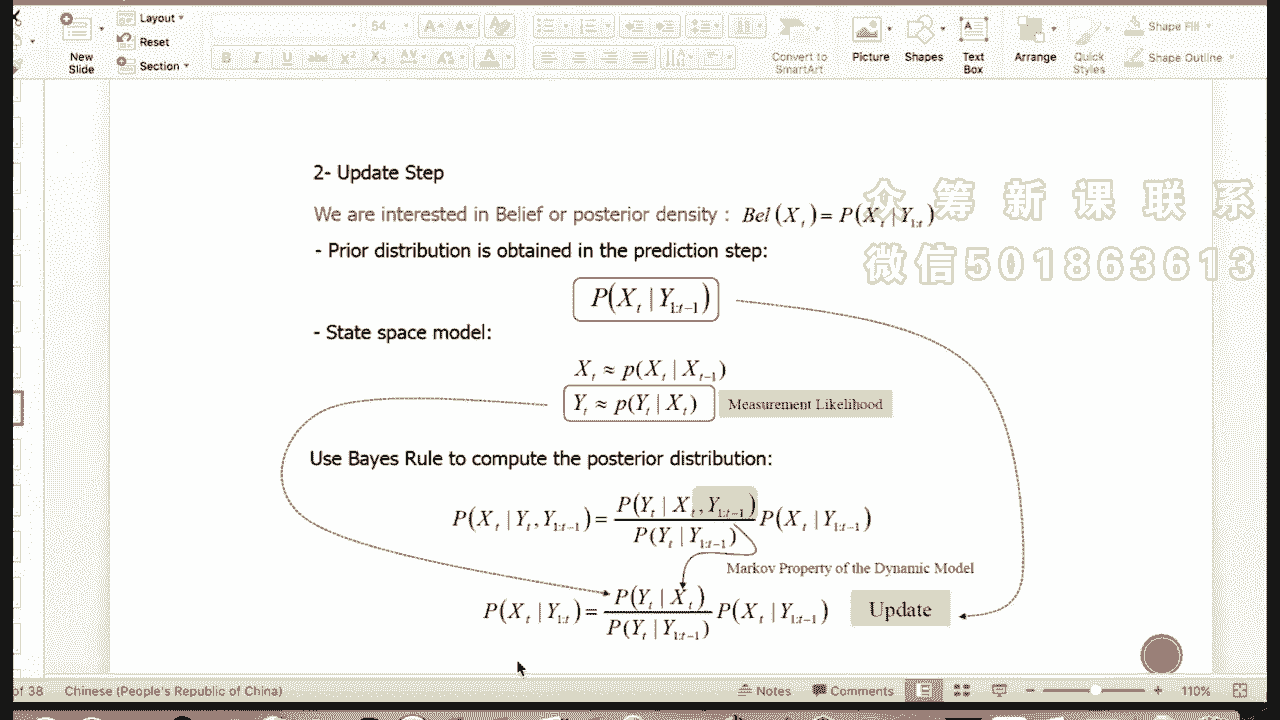 Layout
Reset
Section
New Slide
54
B I U abc
Convert to SmartArt
Picture
Shapes
Text Box
Arrange
Quick Styles
Shape Fill
Shape Outline
2- Update Step
众筹新课联系
We are interested in Belief or posterior density : Bel(X_t) = P(X_t | Y_{1:t})
- Prior distribution is obtained in the prediction step:
微信501863613
P(X_t | Y_{1:t-1})
- State space model:
X_t ≈ p(X_t | X_{t-1})
Y_t ≈ p(Y_t | X_t) Measurement Likelihood
Use Bayes Rule to compute the posterior distribution:
P(X_t | Y_t, Y_{1:t-1}) = P(Y_t | X_t, Y_{1:t-1}) / P(Y_t | Y_{1:t-1}) P(X_t | Y_{1:t-1})
Markov Property of the Dynamic Model
P(X_t | Y_{1:t}) = P(Y_t | X_t) / P(Y_t | Y_{1:t-1}) P(X_t | Y_{1:t-1}) Update
of 38 Chinese (People's Republic of China) Notes Comments 110%